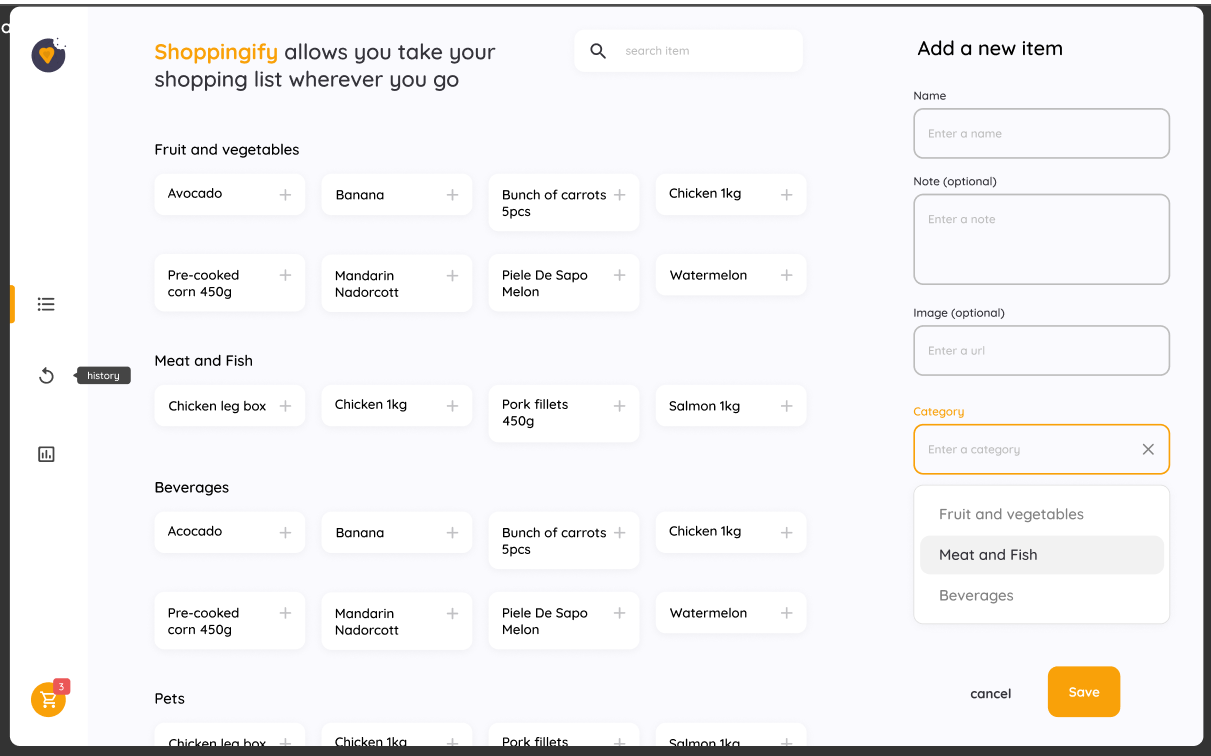 Shoppingify allows you take your
shopping list wherever you go
search item
Fruit and vegetables
Avocado
Banana
Bunch of carrots
5pcs
Chicken 1kg
Pre-cooked
corn 450g
Mandarin
Nadorcott
Piele De Sapo
Melon
Watermelon
Meat and Fish
Chicken leg box
Chicken 1kg
Pork fillets
450g
Salmon 1kg
Beverages
Acocado
Banana
Bunch of carrots
5pcs
Chicken 1kg
Pre-cooked
corn 450g
Mandarin
Nadorcott
Piele De Sapo
Melon
Watermelon
Pets
Chicken leg box
Chicken 1kg
Pork fillets
Salmon 1kg
history
3
Add a new item
Name
Enter a name
Note (optional)
Enter a note
Image (optional)
Enter a url
Category
Enter a category
Fruit and vegetables
Meat and Fish
Beverages
cancel
Save